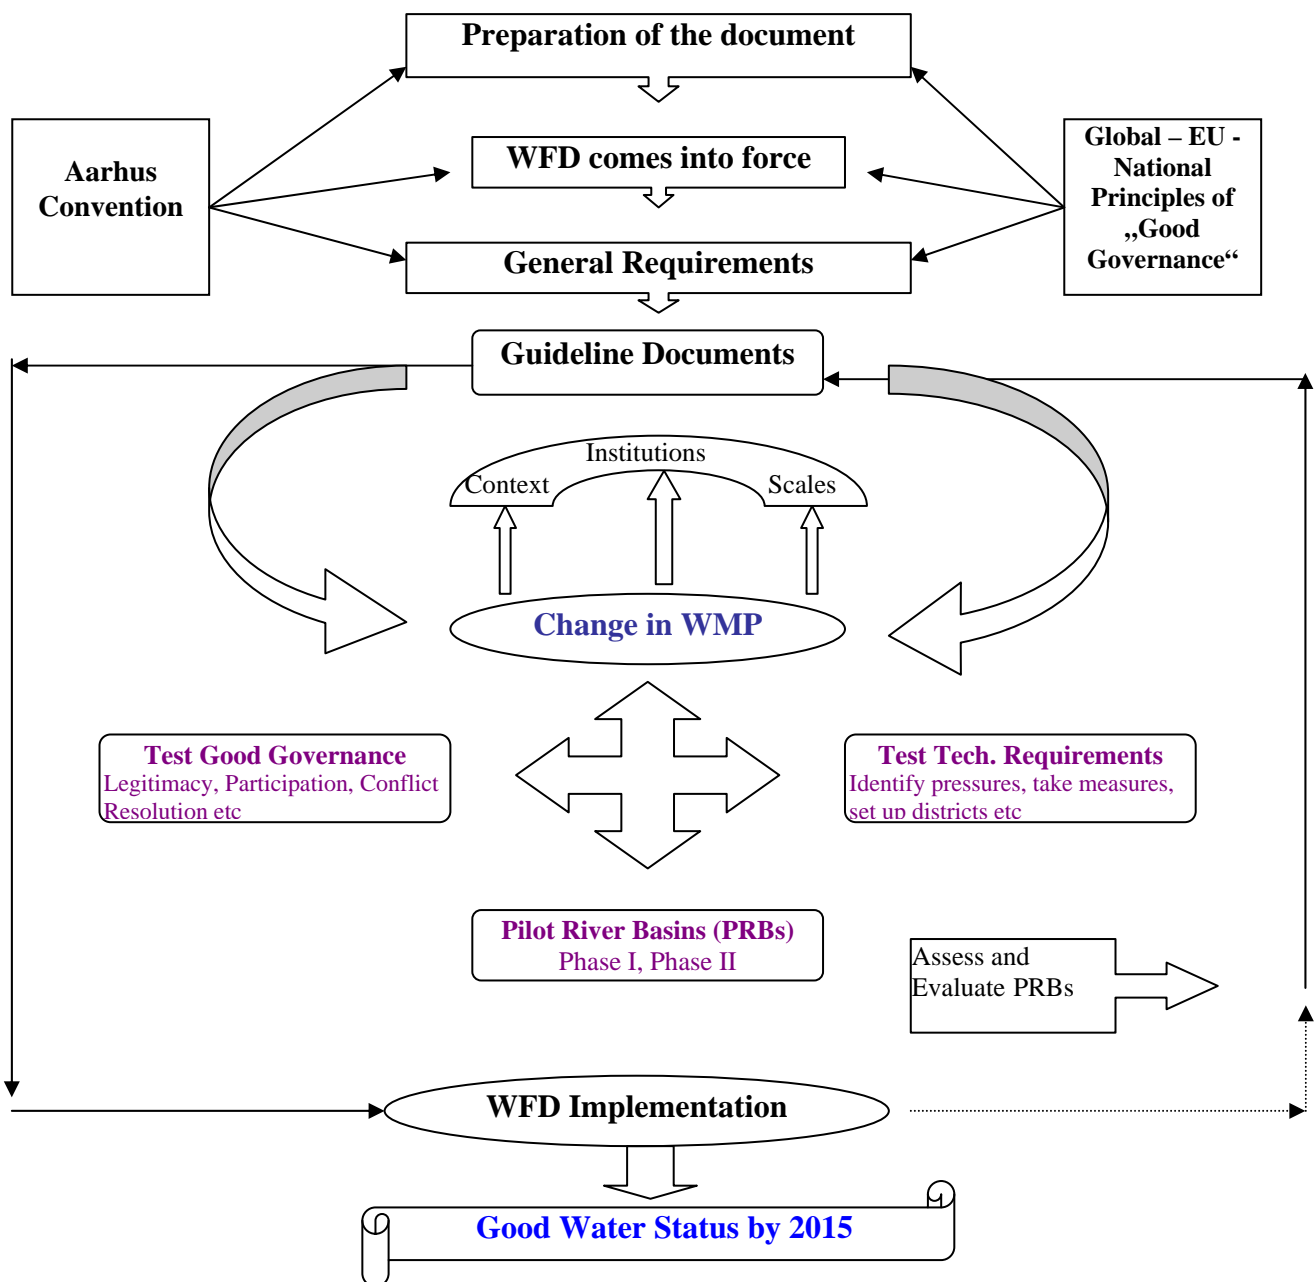 Preparation of the document
Aarhus
Convention
WFD comes into force
Global – EU -
National
Principles of
„Good
Governance“
General Requirements
Guideline Documents
Institutions
Context
Scales
Change in WMP
Test Good Governance
Legitimacy, Participation, Conflict
Resolution etc
Test Tech. Requirements
Identify pressures, take measures,
set up districts etc
Pilot River Basins (PRBs)
Phase I, Phase II
Assess and
Evaluate PRBs
WFD Implementation
Good Water Status by 2015